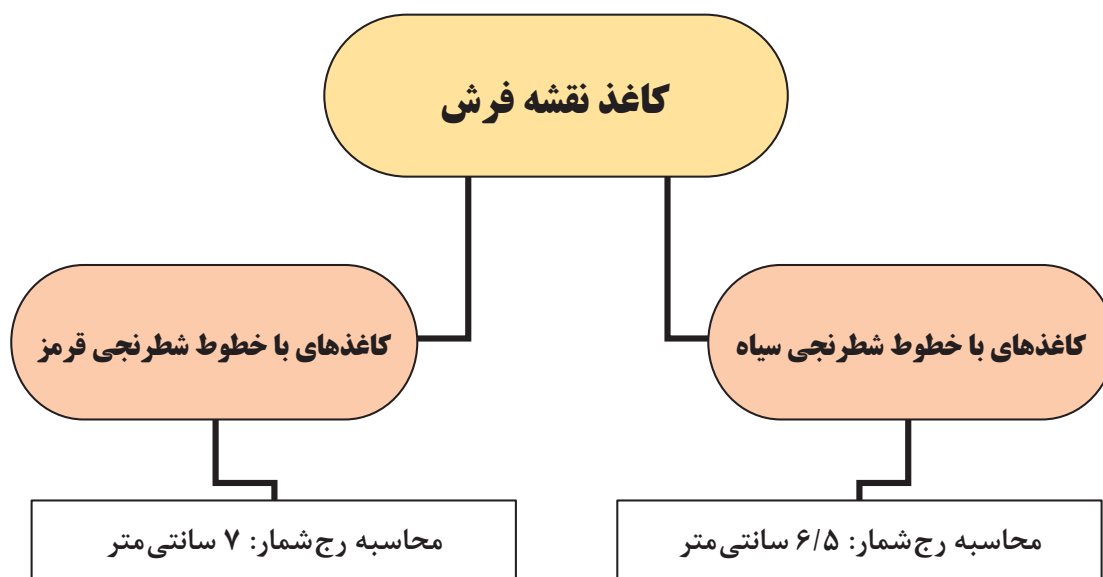 کاغذ نقشه فرش
کاغذهای با خطوط شطرنجی سیاه
کاغذهای با خطوط شطرنجی قرمز
محاسبه رج‌شمار: ۶/۵ سانتی‌متر
محاسبه رج‌شمار: ۷ سانتی‌متر